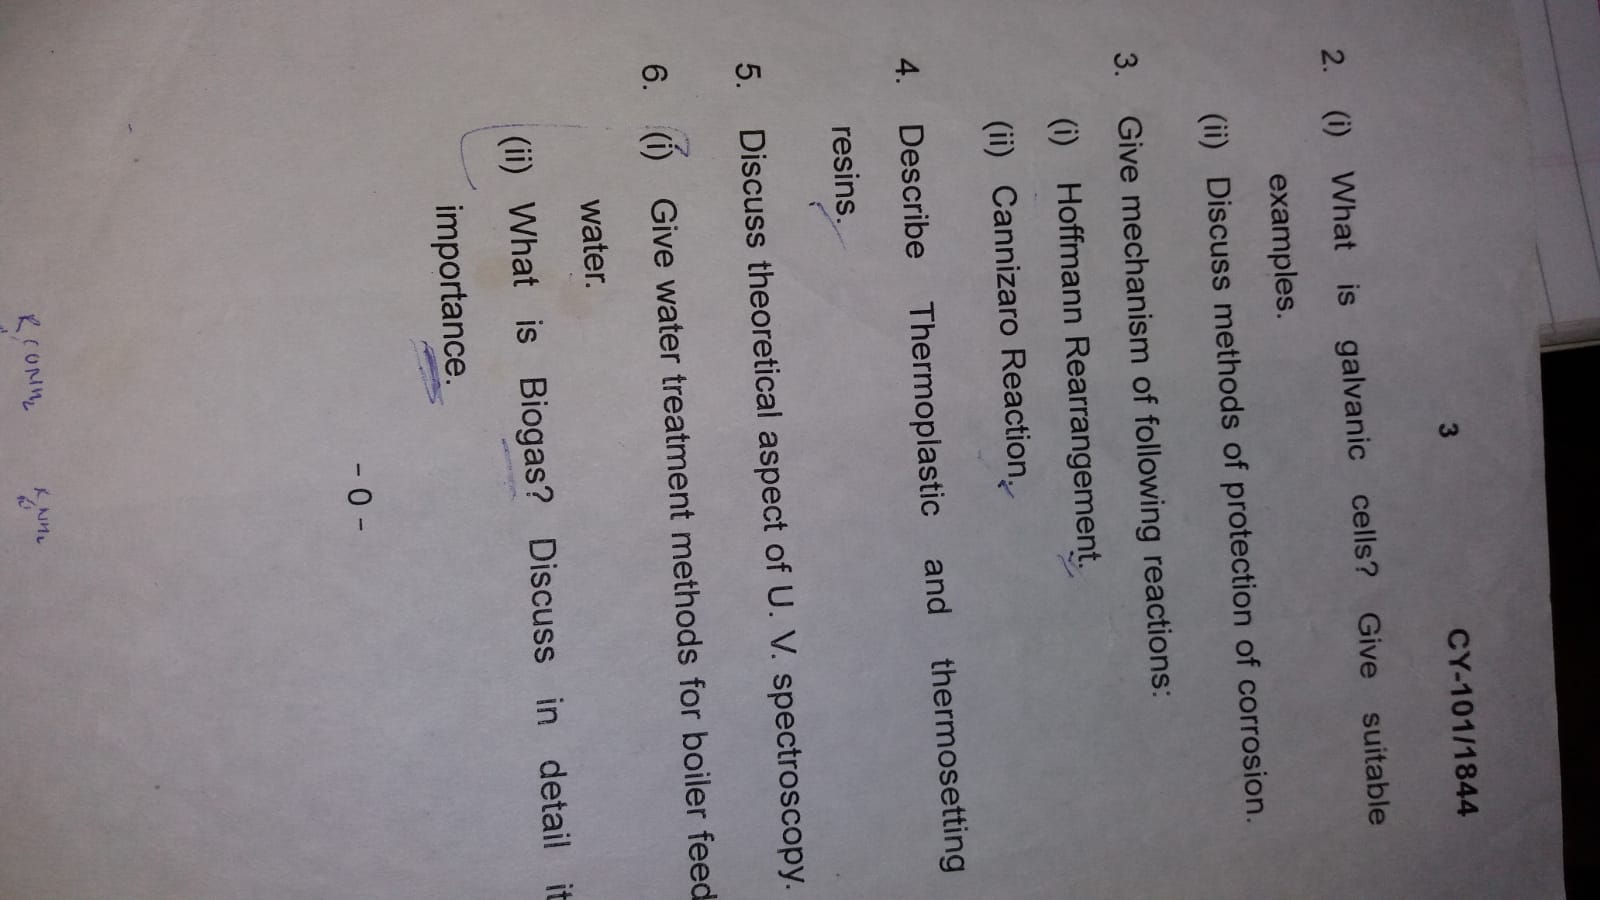 3 CY-101/1844
2. (i) What is galvanic cells? Give suitable
examples.
(ii) Discuss methods of protection of corrosion.
3. Give mechanism of following reactions:
(i) Hoffmann Rearrangement.
(ii) Cannizaro Reaction.
4. Describe Thermoplastic and thermosetting
resins.
5. Discuss theoretical aspect of U. V. spectroscopy.
6. (i) Give water treatment methods for boiler feed
water.
(ii) What is Biogas? Discuss in detail it
importance.
- 0 -